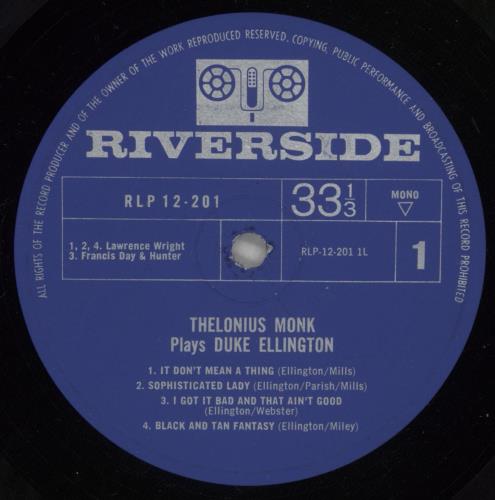 ALL RIGHTS OF THE RECORD PRODUCER AND OF THE OWNER OF THE WORK REPRODUCED RESERVED. COPYING, PUBLIC PERFORMANCE AND BROADCASTING OF THIS RECORD PROHIBITED
RIVERSIDE
RLP 12-201
33 1/3
MONO
1, 2, 4. Lawrence Wright
3. Francis Day & Hunter
RLP-12-201 1L
1
THELONIUS MONK
Plays DUKE ELLINGTON
1. IT DON'T MEAN A THING (Ellington/Mills)
2. SOPHISTICATED LADY (Ellington/Parish/Mills)
3. I GOT IT BAD AND THAT AIN'T GOOD
(Ellington/Webster)
4. BLACK AND TAN FANTASY (Ellington/Miley)